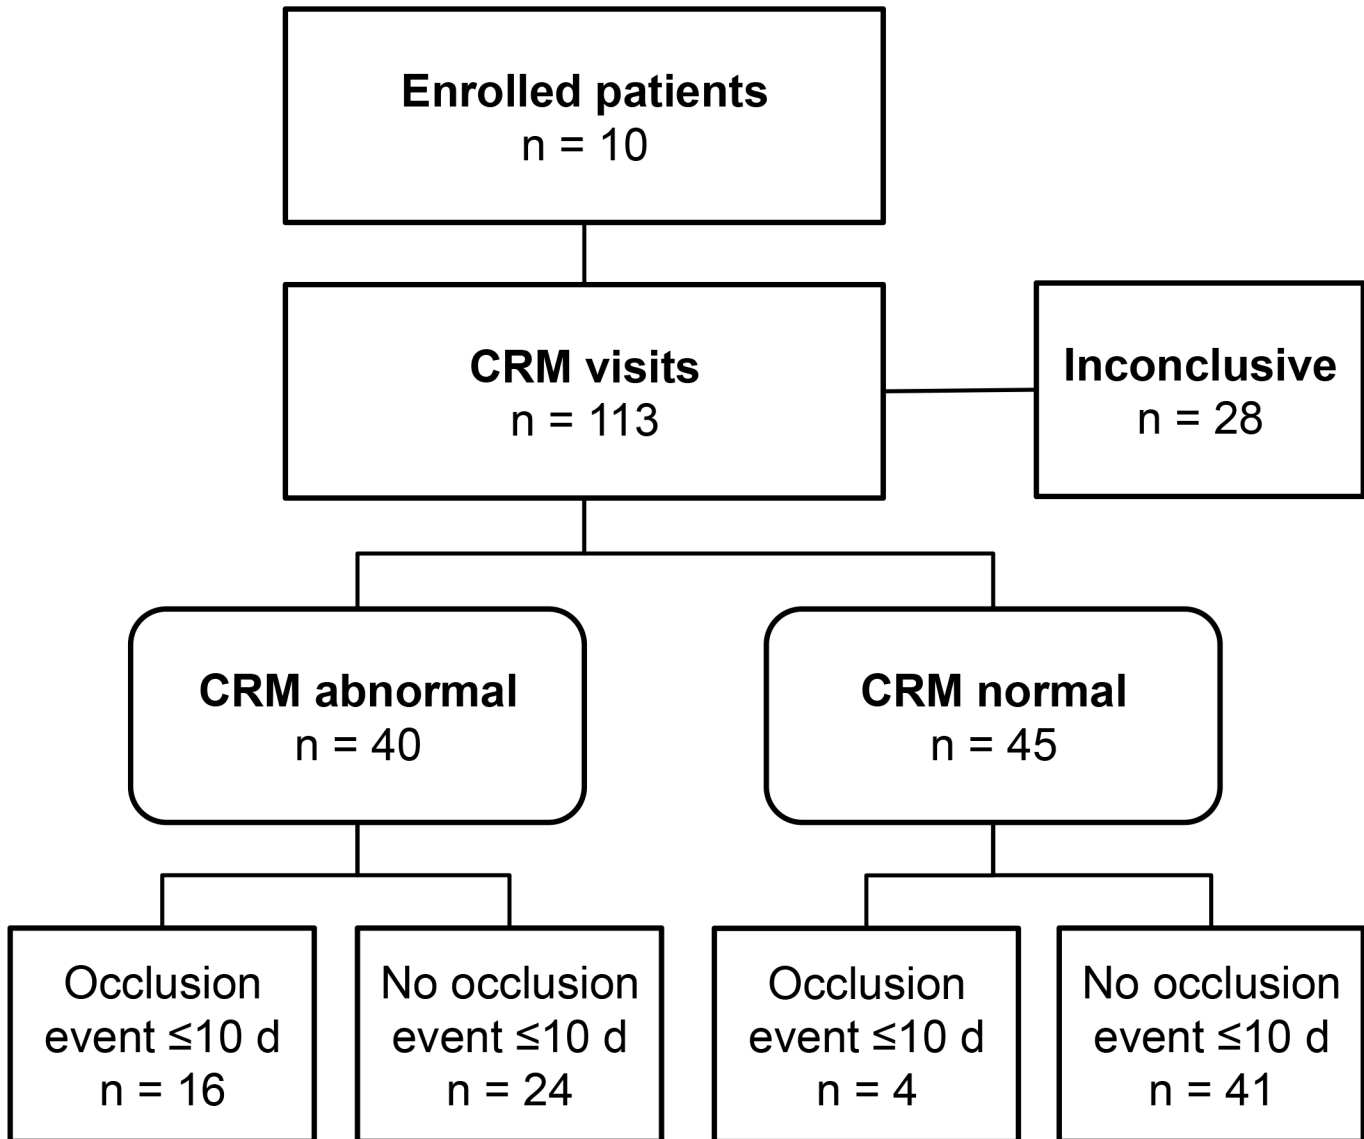 Enrolled patients
n = 10
CRM visits
n = 113
Inconclusive
n = 28
CRM abnormal
n = 40
CRM normal
n = 45
Occlusion
event ≤10 d
n = 16
No occlusion
event ≤10 d
n = 24
Occlusion
event ≤10 d
n = 4
No occlusion
event ≤10 d
n = 41